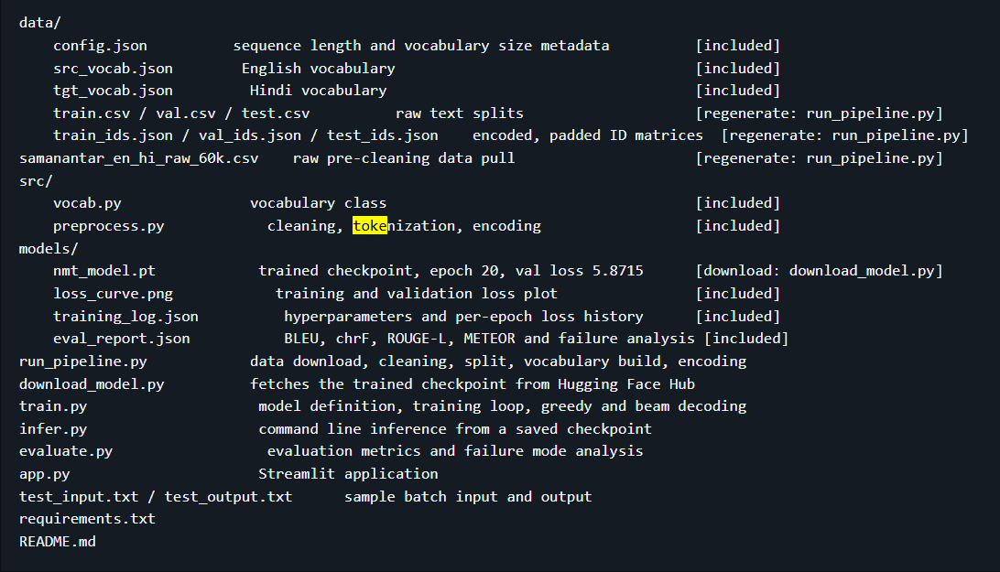 data/
    config.json          sequence length and vocabulary size metadata          [included]
    src_vocab.json        English vocabulary                                   [included]
    tgt_vocab.json         Hindi vocabulary                                    [included]
    train.csv / val.csv / test.csv          raw text splits                    [regenerate: run_pipeline.py]
    train_ids.json / val_ids.json / test_ids.json    encoded, padded ID matrices  [regenerate: run_pipeline.py]
samanantar_en_hi_raw_60k.csv    raw pre-cleaning data pull                     [regenerate: run_pipeline.py]
src/
    vocab.py               vocabulary class                                    [included]
    preprocess.py            cleaning, tokenization, encoding                  [included]
models/
    nmt_model.pt            trained checkpoint, epoch 20, val loss 5.8715      [download: download_model.py]
    loss_curve.png            training and validation loss plot                [included]
    training_log.json          hyperparameters and per-epoch loss history      [included]
    eval_report.json           BLEU, chrF, ROUGE-L, METEOR and failure analysis [included]
run_pipeline.py            data download, cleaning, split, vocabulary build, encoding
download_model.py          fetches the trained checkpoint from Hugging Face Hub
train.py                    model definition, training loop, greedy and beam decoding
infer.py                    command line inference from a saved checkpoint
evaluate.py                  evaluation metrics and failure mode analysis
app.py                      Streamlit application
test_input.txt / test_output.txt      sample batch input and output
requirements.txt
README.md